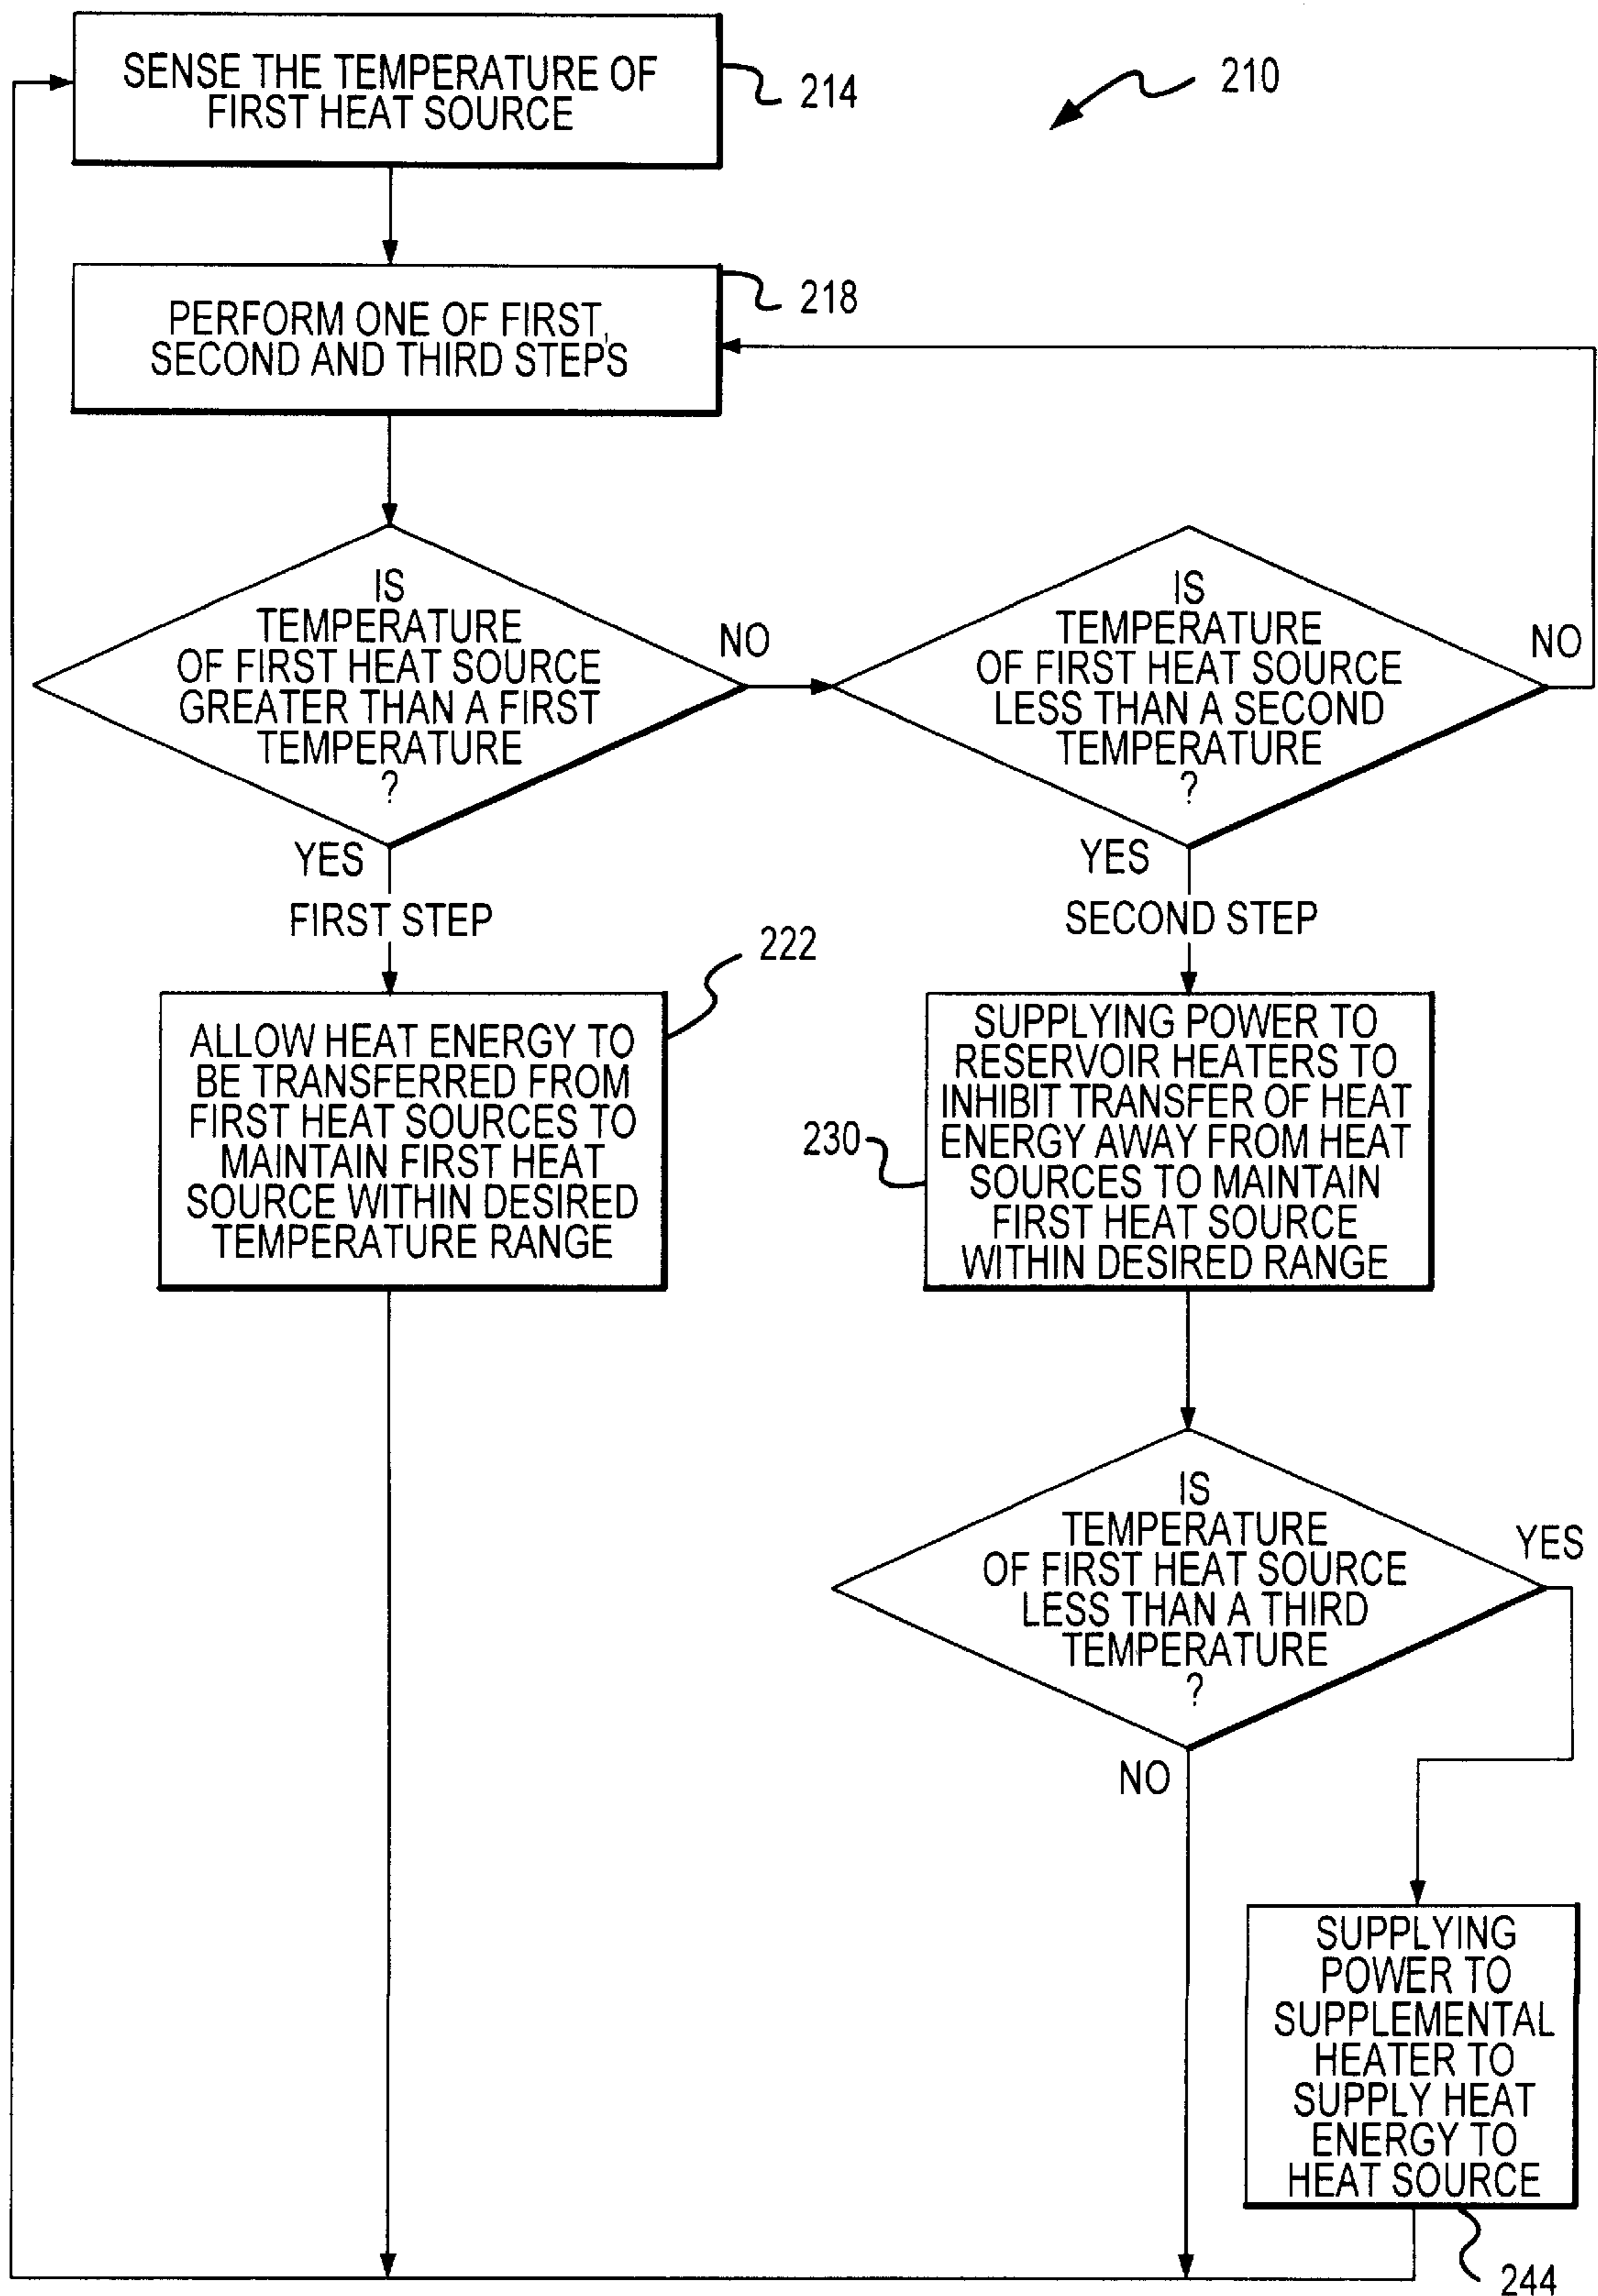 SENSE THE TEMPERATURE OF
FIRST HEAT SOURCE
214
210
PERFORM ONE OF FIRST,
SECOND AND THIRD STEPS
218
IS
TEMPERATURE
OF FIRST HEAT SOURCE
GREATER THAN A FIRST
TEMPERATURE
?
NO
IS
TEMPERATURE
OF FIRST HEAT SOURCE
LESS THAN A SECOND
TEMPERATURE
?
NO
YES
FIRST STEP
YES
SECOND STEP
222
ALLOW HEAT ENERGY TO
BE TRANSFERRED FROM
FIRST HEAT SOURCES TO
MAINTAIN FIRST HEAT
SOURCE WITHIN DESIRED
TEMPERATURE RANGE
230
SUPPLYING POWER TO
RESERVOIR HEATERS TO
INHIBIT TRANSFER OF HEAT
ENERGY AWAY FROM HEAT
SOURCES TO MAINTAIN
FIRST HEAT SOURCE
WITHIN DESIRED RANGE
IS
TEMPERATURE
OF FIRST HEAT SOURCE
LESS THAN A THIRD
TEMPERATURE
?
YES
NO
SUPPLYING
POWER TO
SUPPLEMENTAL
HEATER TO
SUPPLY HEAT
ENERGY TO
HEAT SOURCE
244